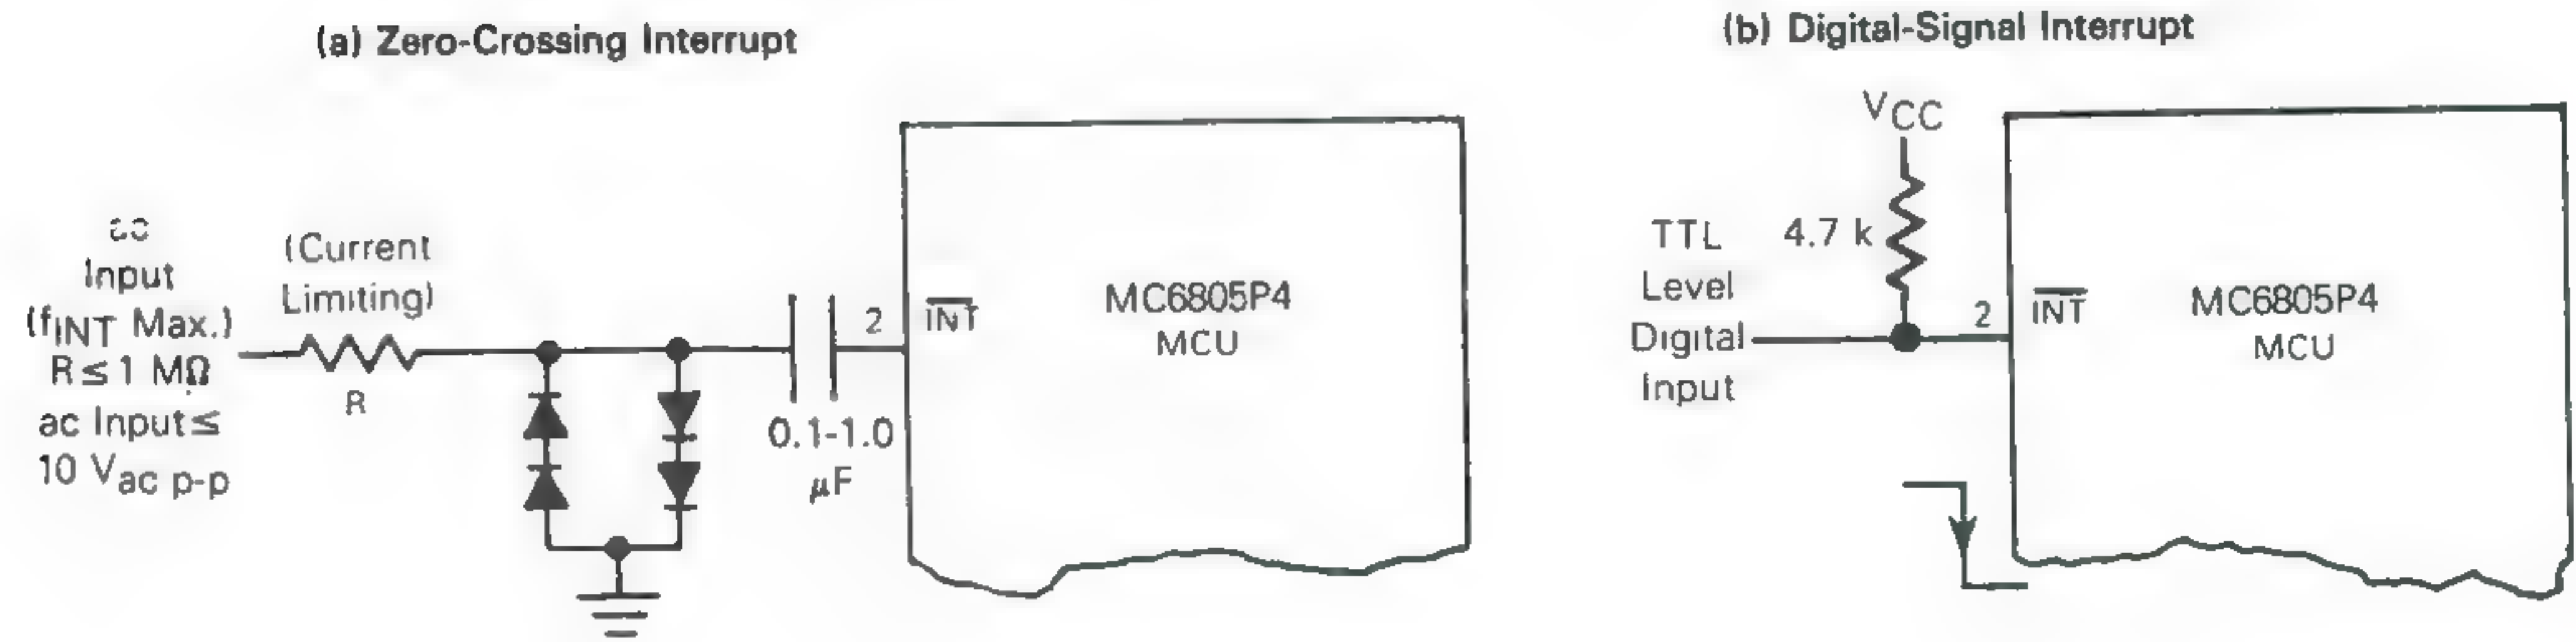 (a) Zero-Crossing Interrupt
ac
Input
(fINT Max.)
R ≤ 1 MΩ
ac Input ≤
10 Vac p-p
(Current
Limiting)
R
0.1-1.0
µF
2
INT
MC6805P4
MCU
(b) Digital-Signal Interrupt
VCC
4.7 k
TTL
Level
Digital
Input
2
INT
MC6805P4
MCU